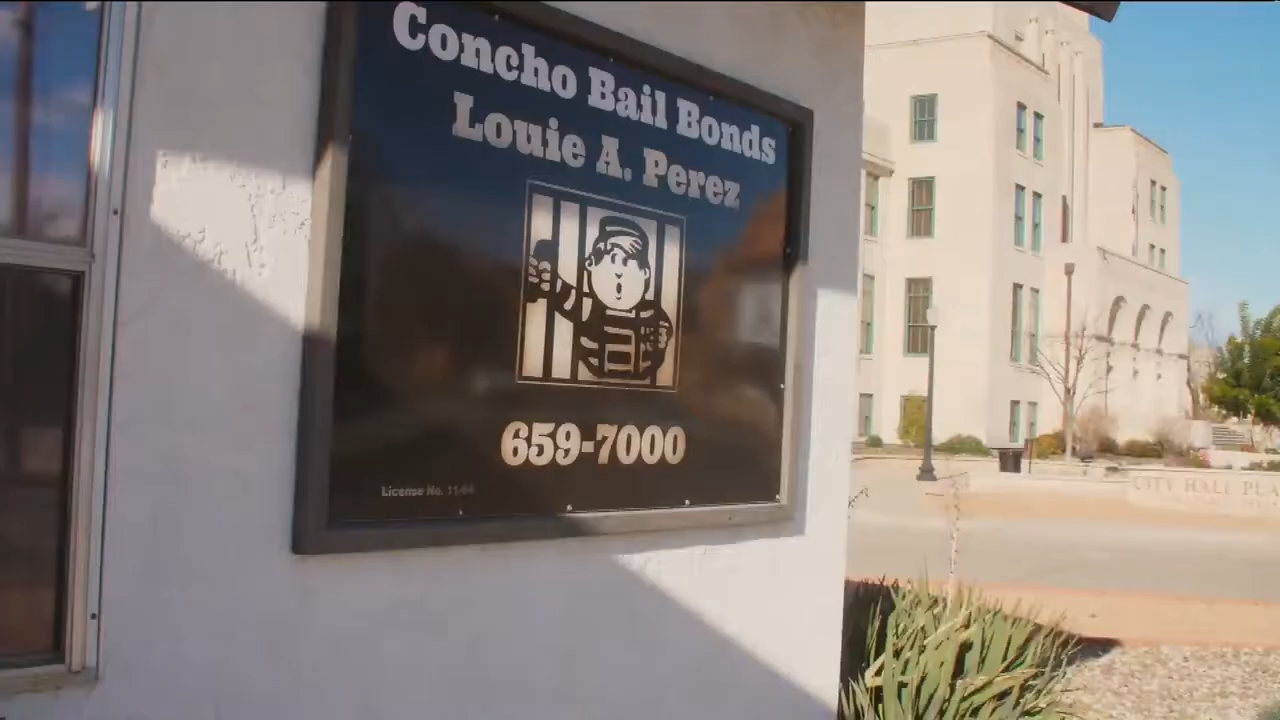 Concho Bail Bonds
Louie A. Perez
659-7000
License No. 11-64
CITY HALL PLA